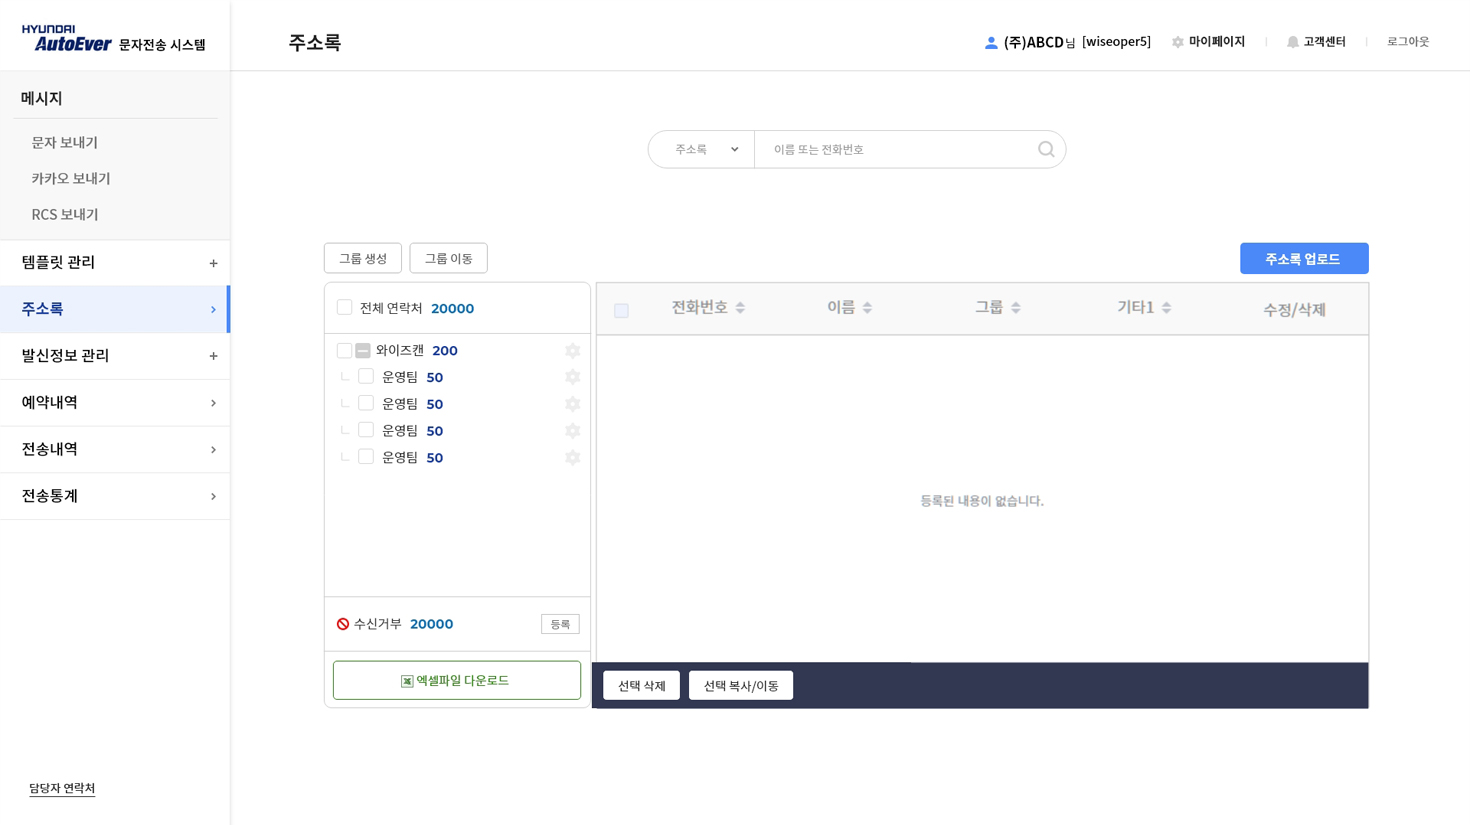 HYUNDAI
AutoEver 문자전송 시스템
주소록
(주)ABCD님 [wiseoper5] 마이페이지 고객센터 로그아웃
메시지
문자 보내기
카카오 보내기
RCS 보내기
템플릿 관리
주소록
발신정보 관리
예약내역
전송내역
전송통계
담당자 연락처
주소록 이름 또는 전화번호
그룹 생성 그룹 이동 주소록 업로드
전체 연락처 20000
와이즈캔 200
운영팀 50
운영팀 50
운영팀 50
운영팀 50
수신거부 20000 등록
엑셀파일 다운로드
전화번호 이름 그룹 기타1 수정/삭제
등록된 내용이 없습니다.
선택 삭제 선택 복사/이동